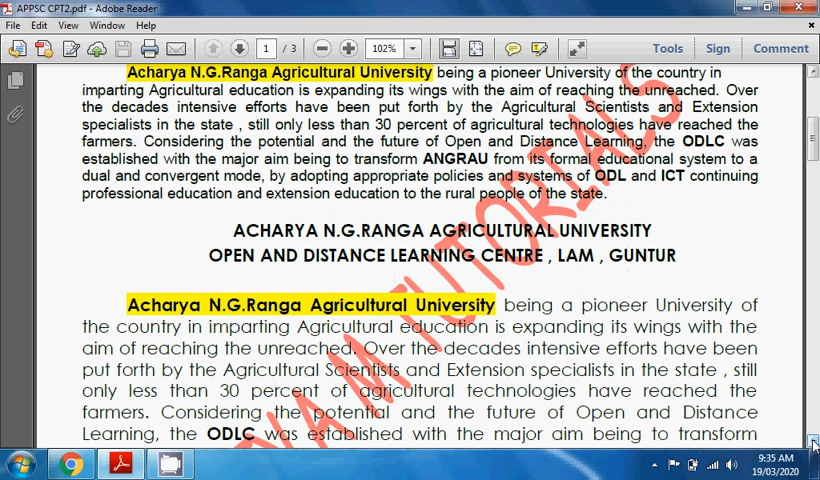 APPSC CPT2.pdf - Adobe Reader
File Edit View Window Help
1 / 3 102% Tools Sign Comment
Acharya N.G.Ranga Agricultural University being a pioneer University of the country in
imparting Agricultural education is expanding its wings with the aim of reaching the unreached. Over
the decades intensive efforts have been put forth by the Agricultural Scientists and Extension
specialists in the state , still only less than 30 percent of agricultural technologies have reached the
farmers. Considering the potential and the future of Open and Distance Learning, the ODLC was
established with the major aim being to transform ANGRAU from its formal educational system to a
dual and convergent mode, by adopting appropriate policies and systems of ODL and ICT continuing
professional education and extension education to the rural people of the state.
ACHARYA N.G.RANGA AGRICULTURAL UNIVERSITY
OPEN AND DISTANCE LEARNING CENTRE , LAM , GUNTUR
Acharya N.G.Ranga Agricultural University being a pioneer University of
the country in imparting Agricultural education is expanding its wings with the
aim of reaching the unreached. Over the decades intensive efforts have been
put forth by the Agricultural Scientists and Extension specialists in the state , still
only less than 30 percent of agricultural technologies have reached the
farmers. Considering the potential and the future of Open and Distance
Learning, the ODLC was established with the major aim being to transform
YAM TUTORIALS
9:35 AM
19/03/2020